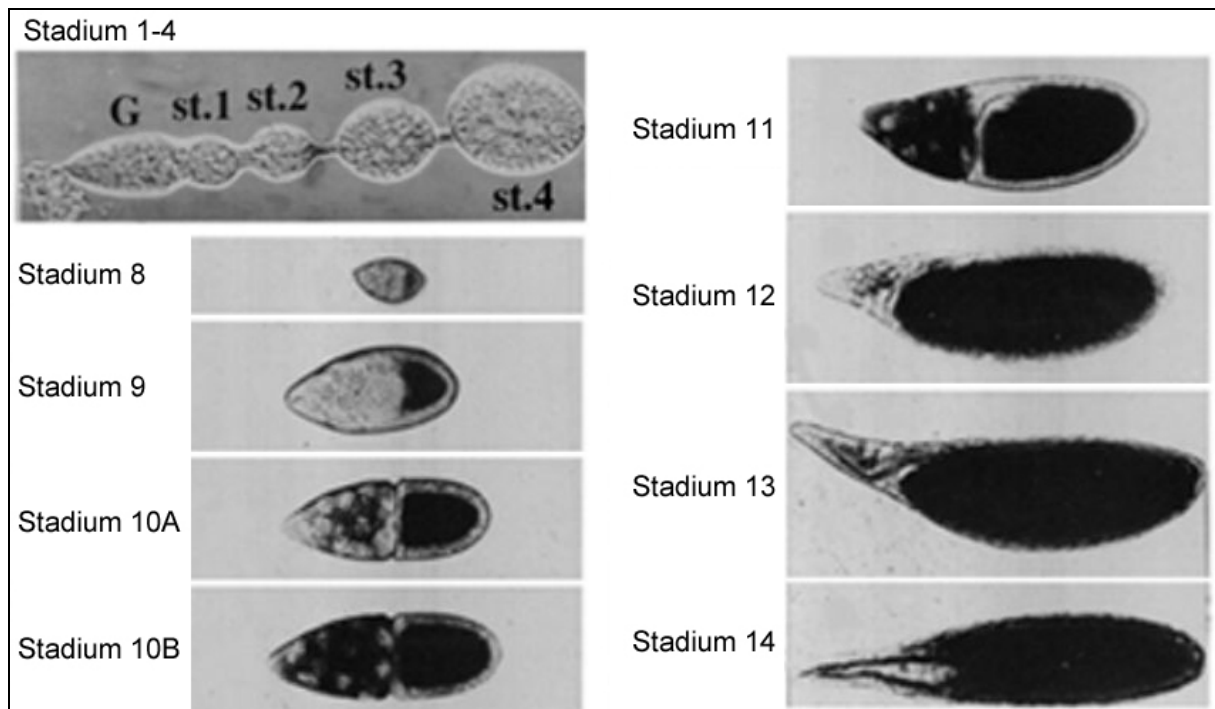 Stadium 1-4
G
st.1
st.2
st.3
st.4
Stadium 8
Stadium 9
Stadium 10A
Stadium 10B
Stadium 11
Stadium 12
Stadium 13
Stadium 14